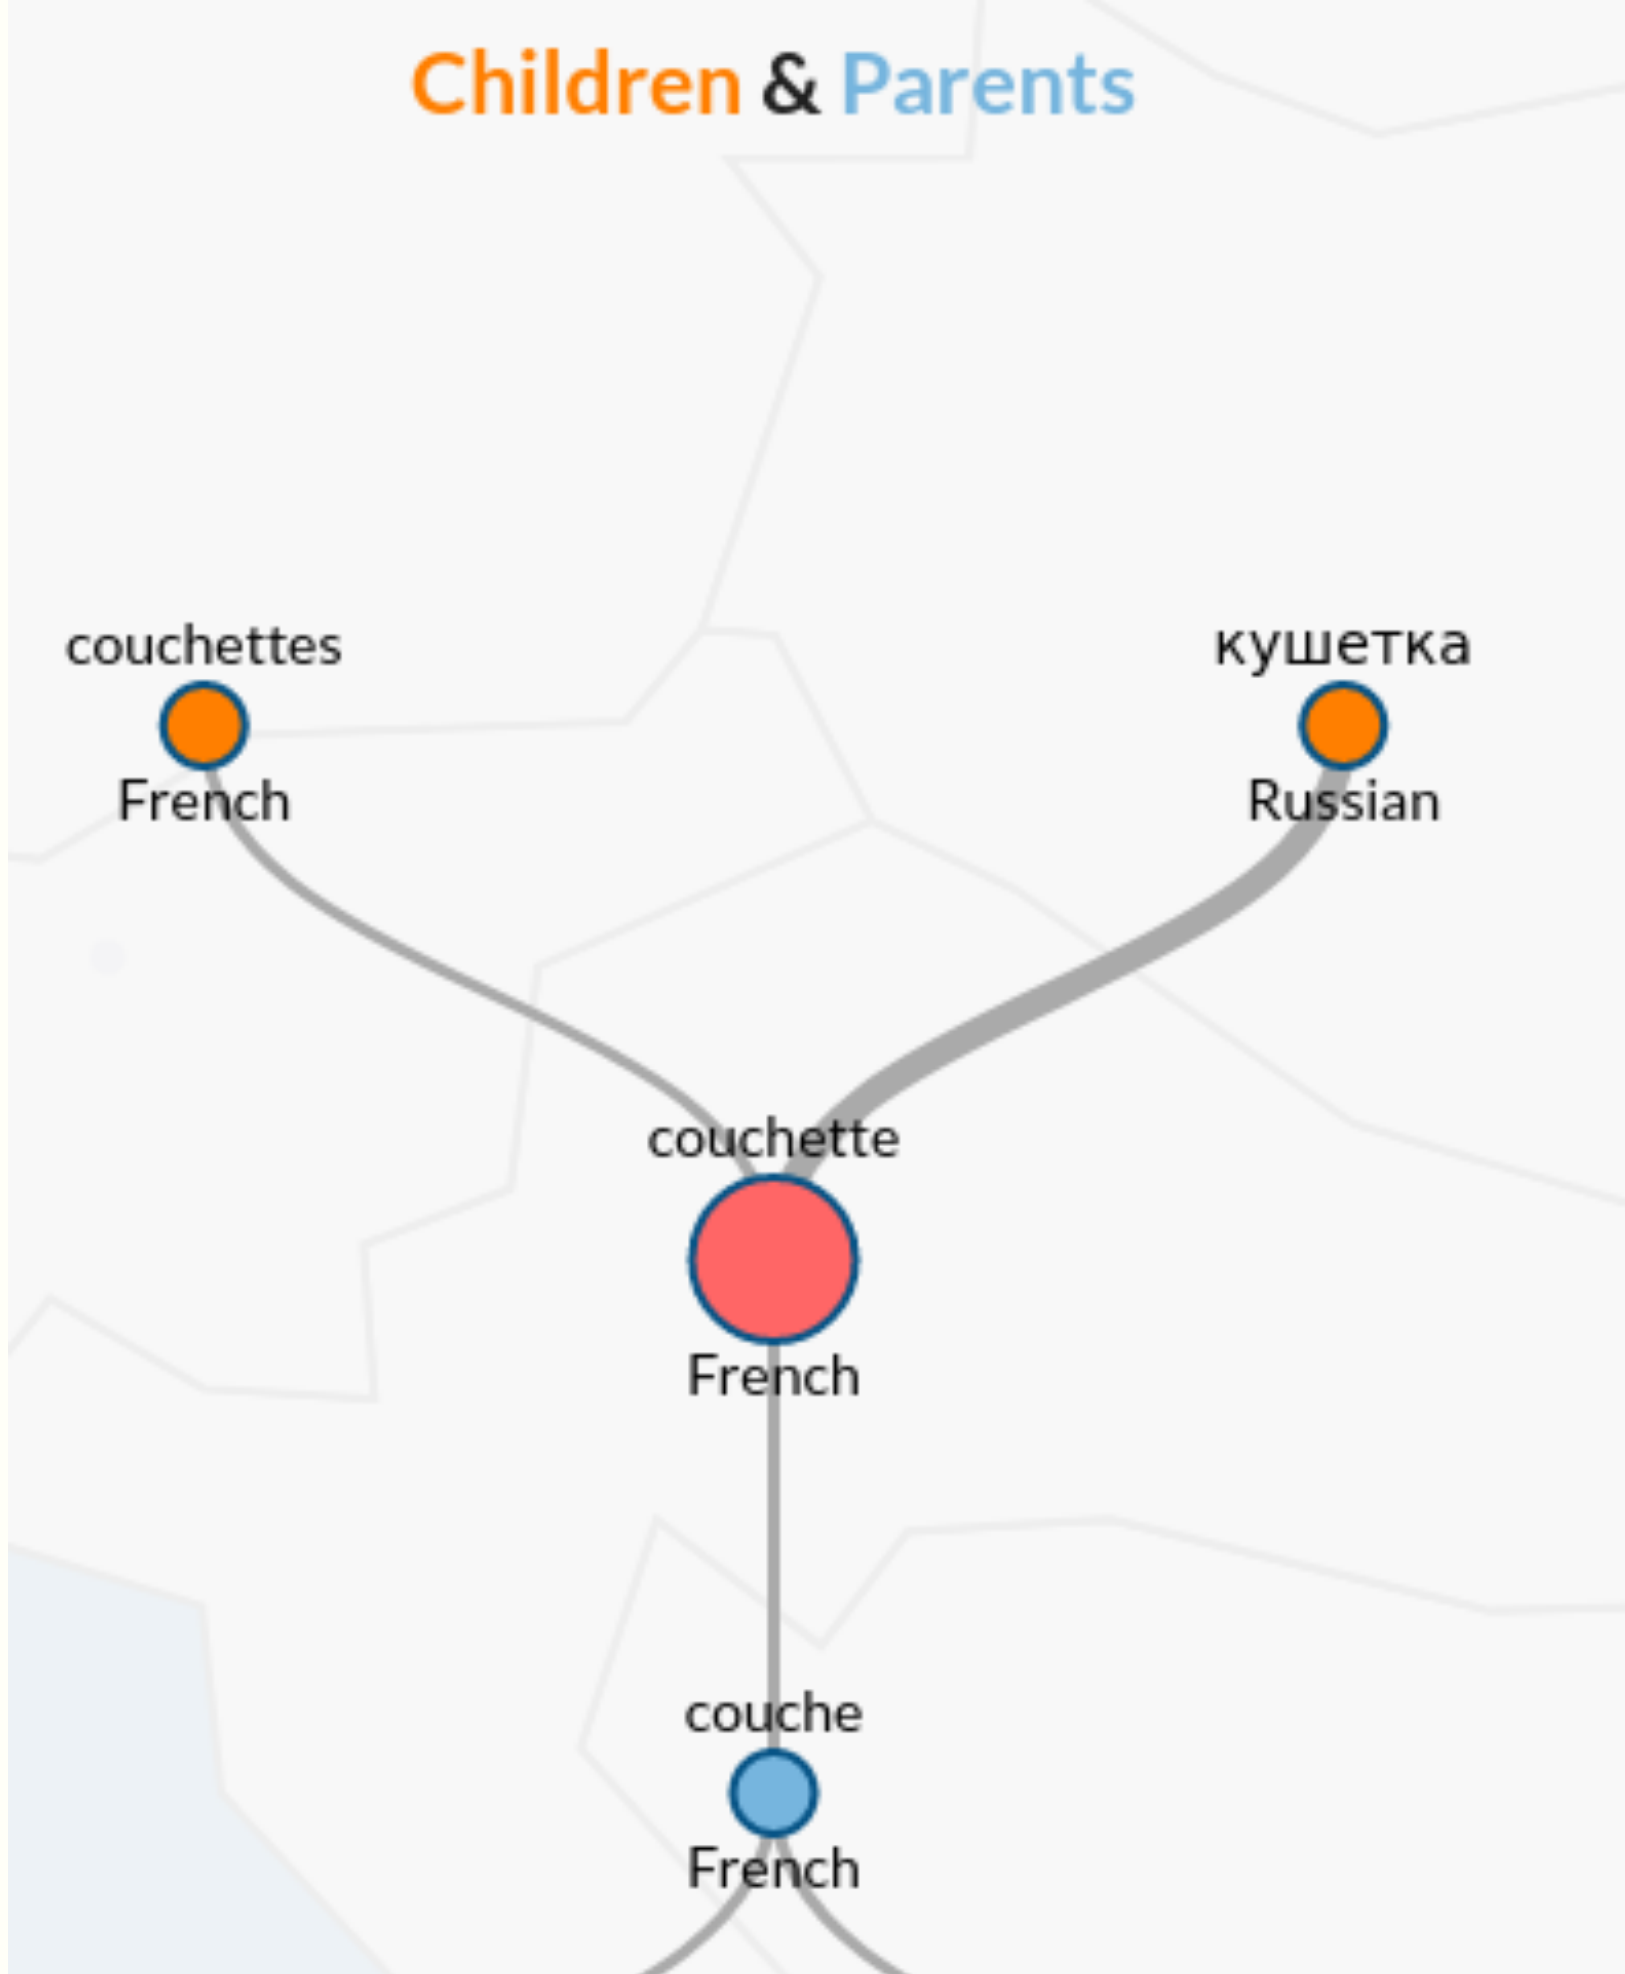 Children & Parents
couchettes
кушетка
French
Russian
couchette
French
couche
French